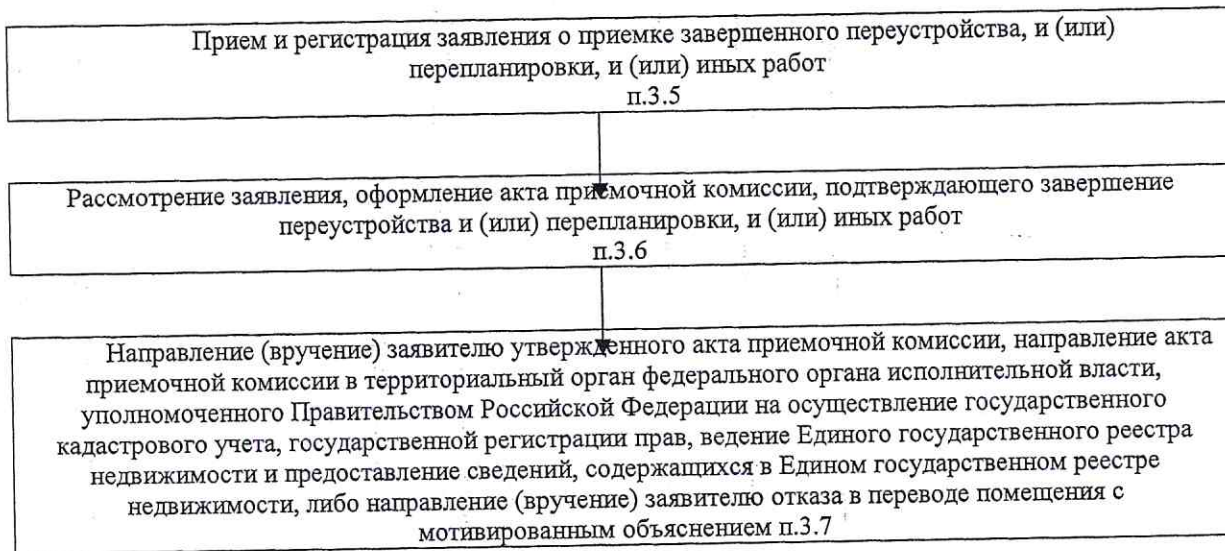 Прием и регистрация заявления о приемке завершенного переустройства, и (или)
перепланировки, и (или) иных работ
п.3.5
Рассмотрение заявления, оформление акта приемочной комиссии, подтверждающего завершение
переустройства и (или) перепланировки, и (или) иных работ
п.3.6
Направление (вручение) заявителю утвержденного акта приемочной комиссии, направление акта
приемочной комиссии в территориальный орган федерального органа исполнительной власти,
уполномоченного Правительством Российской Федерации на осуществление государственного
кадастрового учета, государственной регистрации прав, ведение Единого государственного реестра
недвижимости и предоставление сведений, содержащихся в Едином государственном реестре
недвижимости, либо направление (вручение) заявителю отказа в переводе помещения с
мотивированным объяснением п.3.7